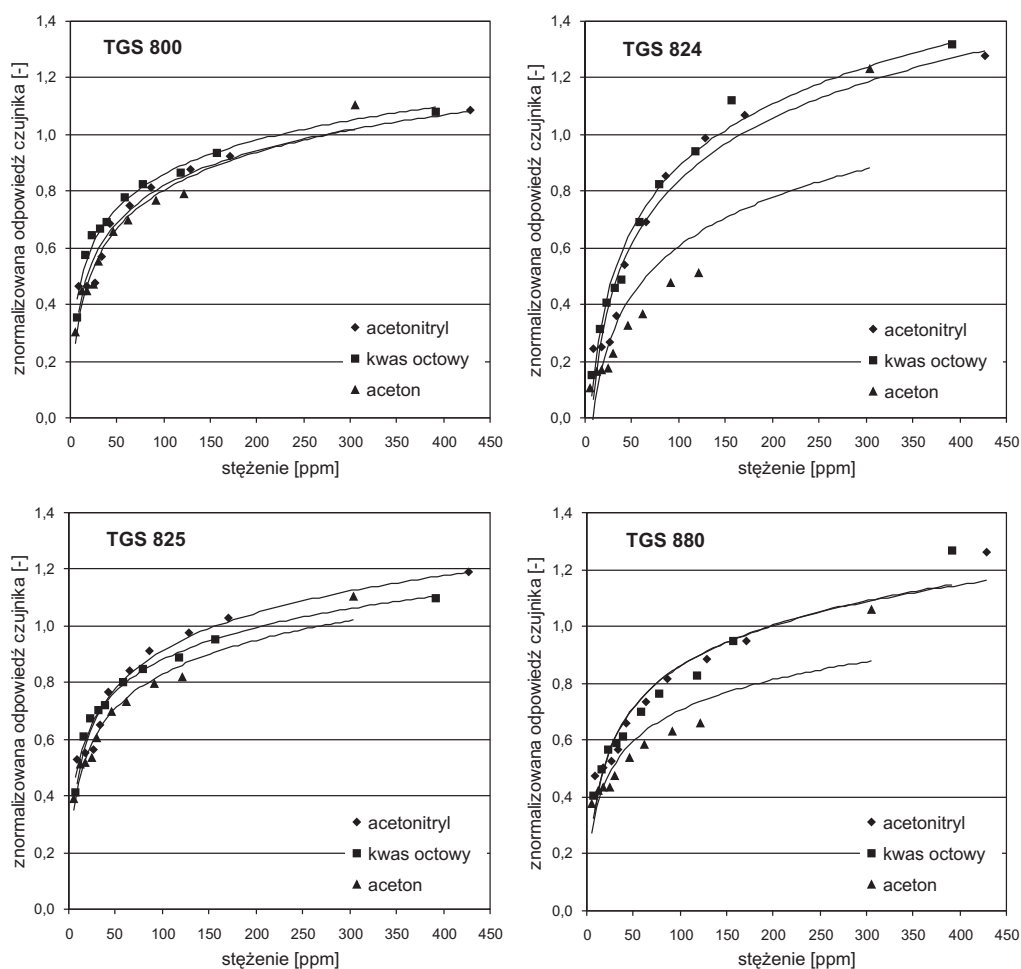 TGS 800
znormalizowana odpowiedź czujnika [-]
1,4
1,2
1,0
0,8
0,6
0,4
0,2
0,0
0 50 100 150 200 250 300 350 400 450
stężenie [ppm]
acetonitryl
kwas octowy
aceton
TGS 824
znormalizowana odpowiedź czujnika [-]
1,4
1,2
1,0
0,8
0,6
0,4
0,2
0,0
0 50 100 150 200 250 300 350 400 450
stężenie [ppm]
acetonitryl
kwas octowy
aceton
TGS 825
znormalizowana odpowiedź czujnika [-]
1,4
1,2
1,0
0,8
0,6
0,4
0,2
0,0
0 50 100 150 200 250 300 350 400 450
stężenie [ppm]
acetonitryl
kwas octowy
aceton
TGS 880
znormalizowana odpowiedź czujnika [-]
1,4
1,2
1,0
0,8
0,6
0,4
0,2
0,0
0 50 100 150 200 250 300 350 400 450
stężenie [ppm]
acetonitryl
kwas octowy
aceton